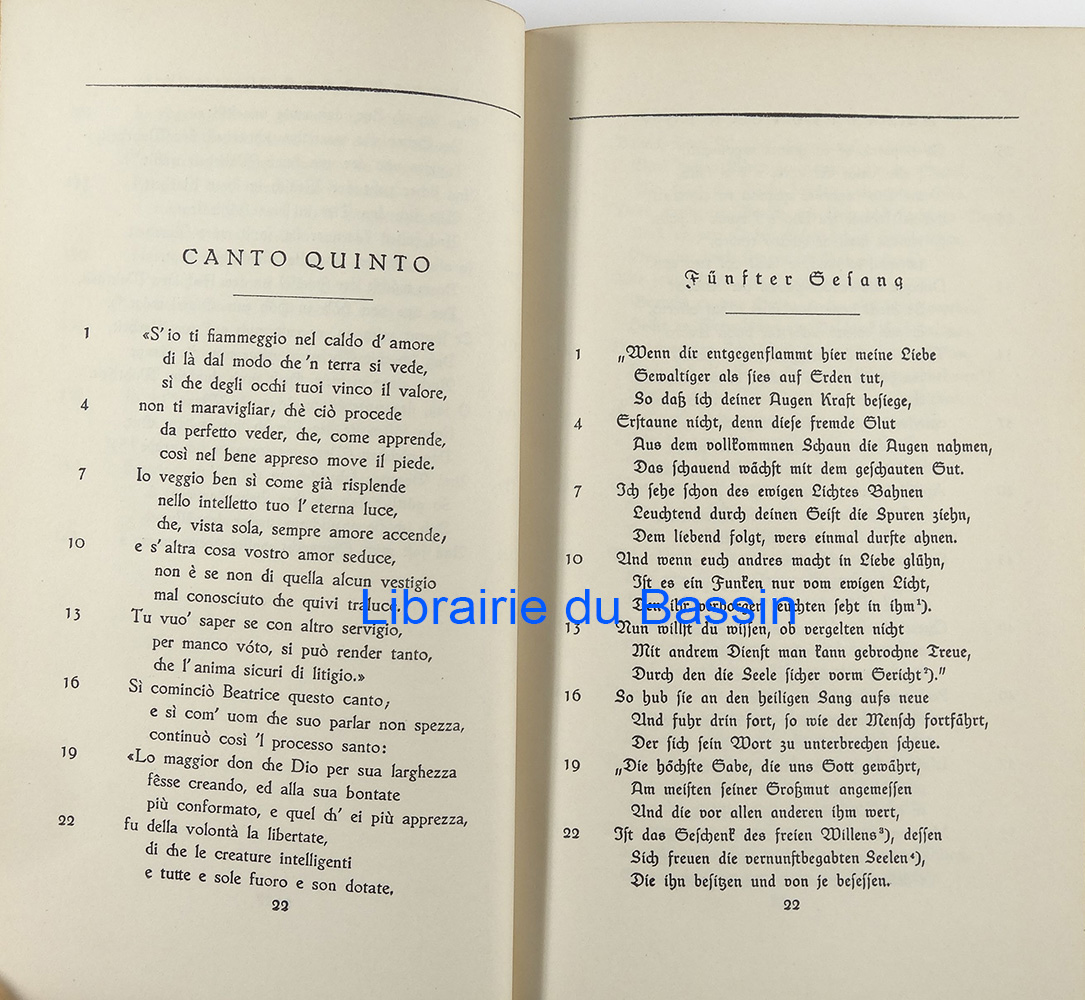 CANTO QUINTO
1 «S'io ti fiammeggio nel caldo d'amore
di là dal modo che 'n terra si vede,
sì che degli occhi tuoi vinco il valore,
4 non ti maravigliar; chè ciò procede
da perfetto veder, che, come apprende,
così nel bene appreso move il piede.
7 Io veggio ben sì come già risplende
nello intelletto tuo l'eterna luce,
che, vista sola, sempre amore accende;
10 e s'altra cosa vostro amor seduce,
non è se non di quella alcun vestigio
mal conosciuto che quivi traluce.
13 Tu vuo' saper se con altro servigio,
per manco vóto, si può render tanto,
che l'anima sicuri di litigio.»
16 Sì cominciò Beatrice questo canto;
e sì com' uom che suo parlar non spezza,
continuò così 'l processo santo:
19 «Lo maggior don che Dio per sua larghezza
fêsse creando, ed alla sua bontate
più conformato, e quel ch' ei più apprezza,
22 fu della volontà la libertate,
di che le creature intelligenti
e tutte e sole fuoro e son dotate.
22
Fünfter Gesang
1 „Wenn dir entgegenflammt hier meine Liebe
Gewaltiger als sies auf Erden tut,
So daß ich deiner Augen Kraft besiege,
4 Erstaune nicht, denn diese fremde Glut
Aus dem vollkommnen Schaun die Augen nahmen,
Das schauend wächst mit dem geschauten Gut.
7 Ich sehe schon des ewigen Lichtes Bahnen
Leuchtend durch deinen Geist die Spuren ziehn,
Dem liebend folgt, wers einmal durfte ahnen.
10 Und wenn euch andres macht in Liebe glühn,
Ist es ein Funken nur vom ewigen Licht,
Den ihr verborgen leuchten seht in ihm¹).
13 Nun willst du wissen, ob vergelten nicht
Mit andrem Dienst man kann gebrochne Treue,
Durch den die Seele sicher vorm Gericht²)."
16 So hub sie an den heiligen Sang aufs neue
Und fuhr drin fort, so wie der Mensch fortfährt,
Der sich sein Wort zu unterbrechen scheue.
19 „Die höchste Gabe, die uns Gott gewährt,
Am meisten seiner Großmut angemessen
Und die vor allen anderen ihm wert,
22 Ist das Geschenk des freien Willens³), dessen
Sich freuen die vernunftbegabten Seelen⁴),
Die ihn besitzen und von je besessen.
22
Librairie du Bassin